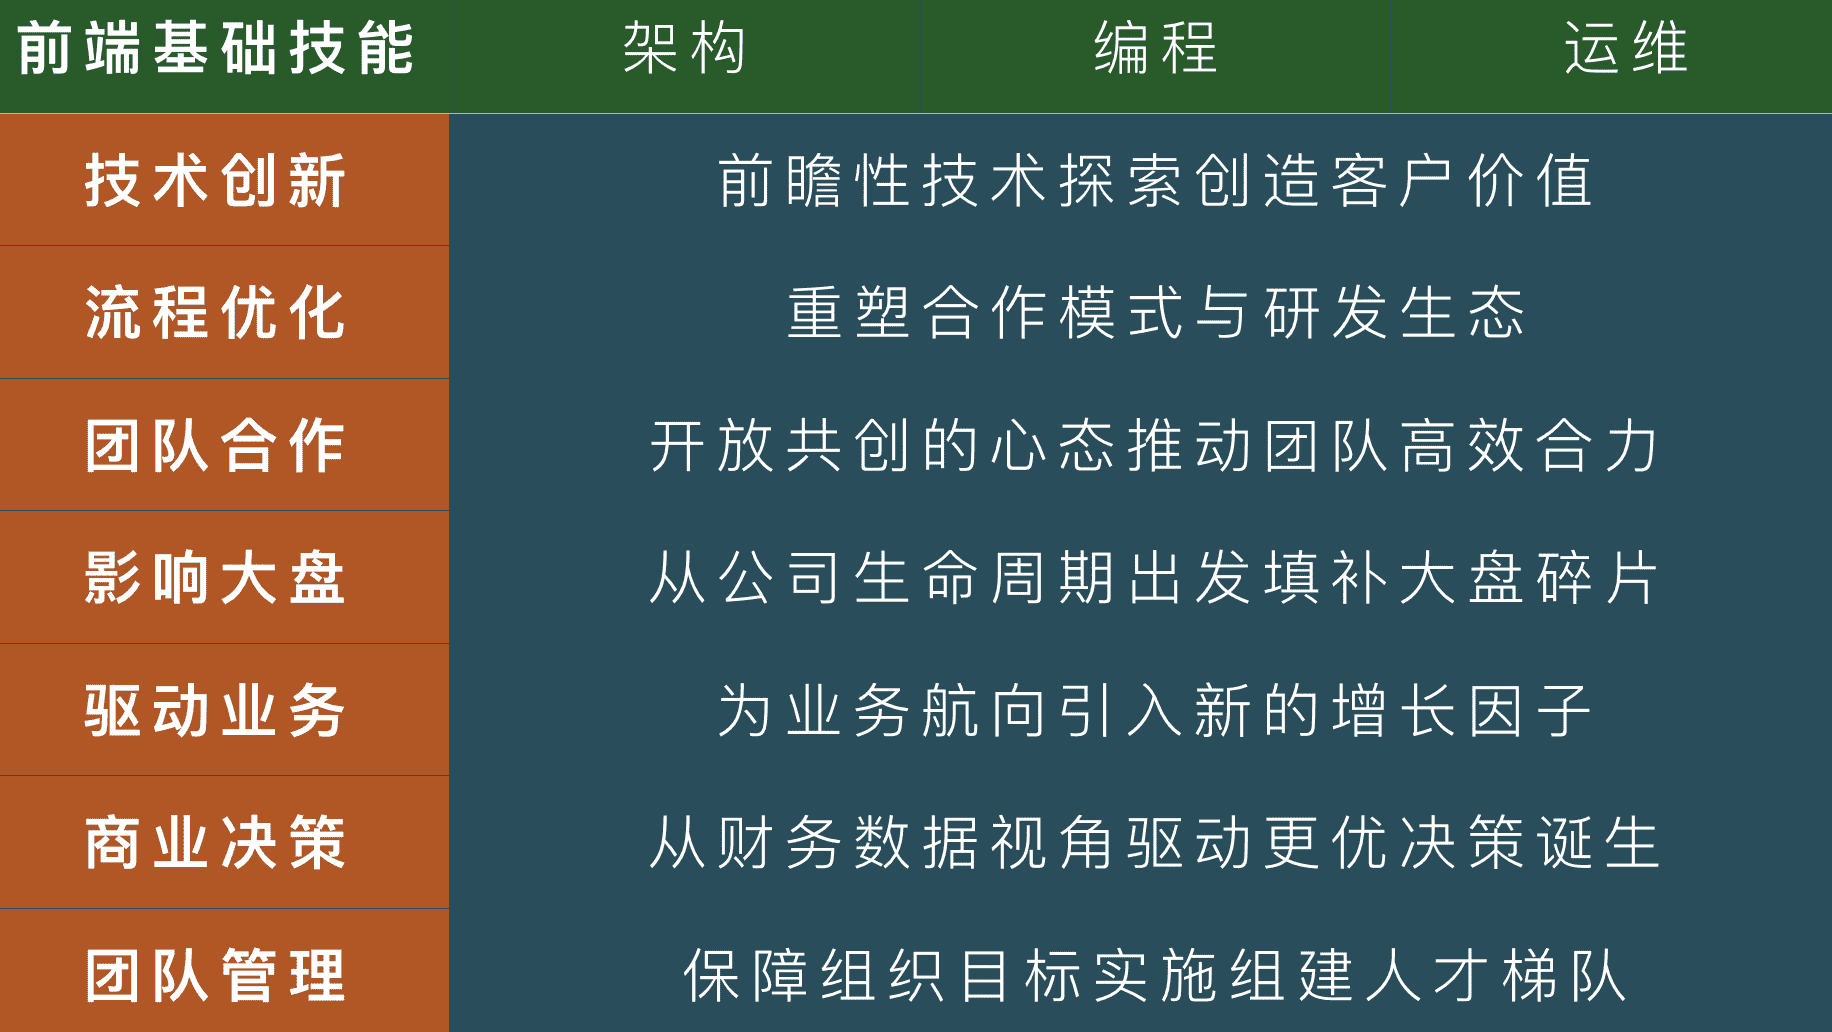 前端基础技能 架构 编程 运维
技术创新 前瞻性技术探索创造客户价值
流程优化 重塑合作模式与研发生态
团队合作 开放共创的心态推动团队高效合力
影响大盘 从公司生命周期出发填补大盘碎片
驱动业务 为业务航向引入新的增长因子
商业决策 从财务数据视角驱动更优决策诞生
团队管理 保障组织目标实施组建人才梯队